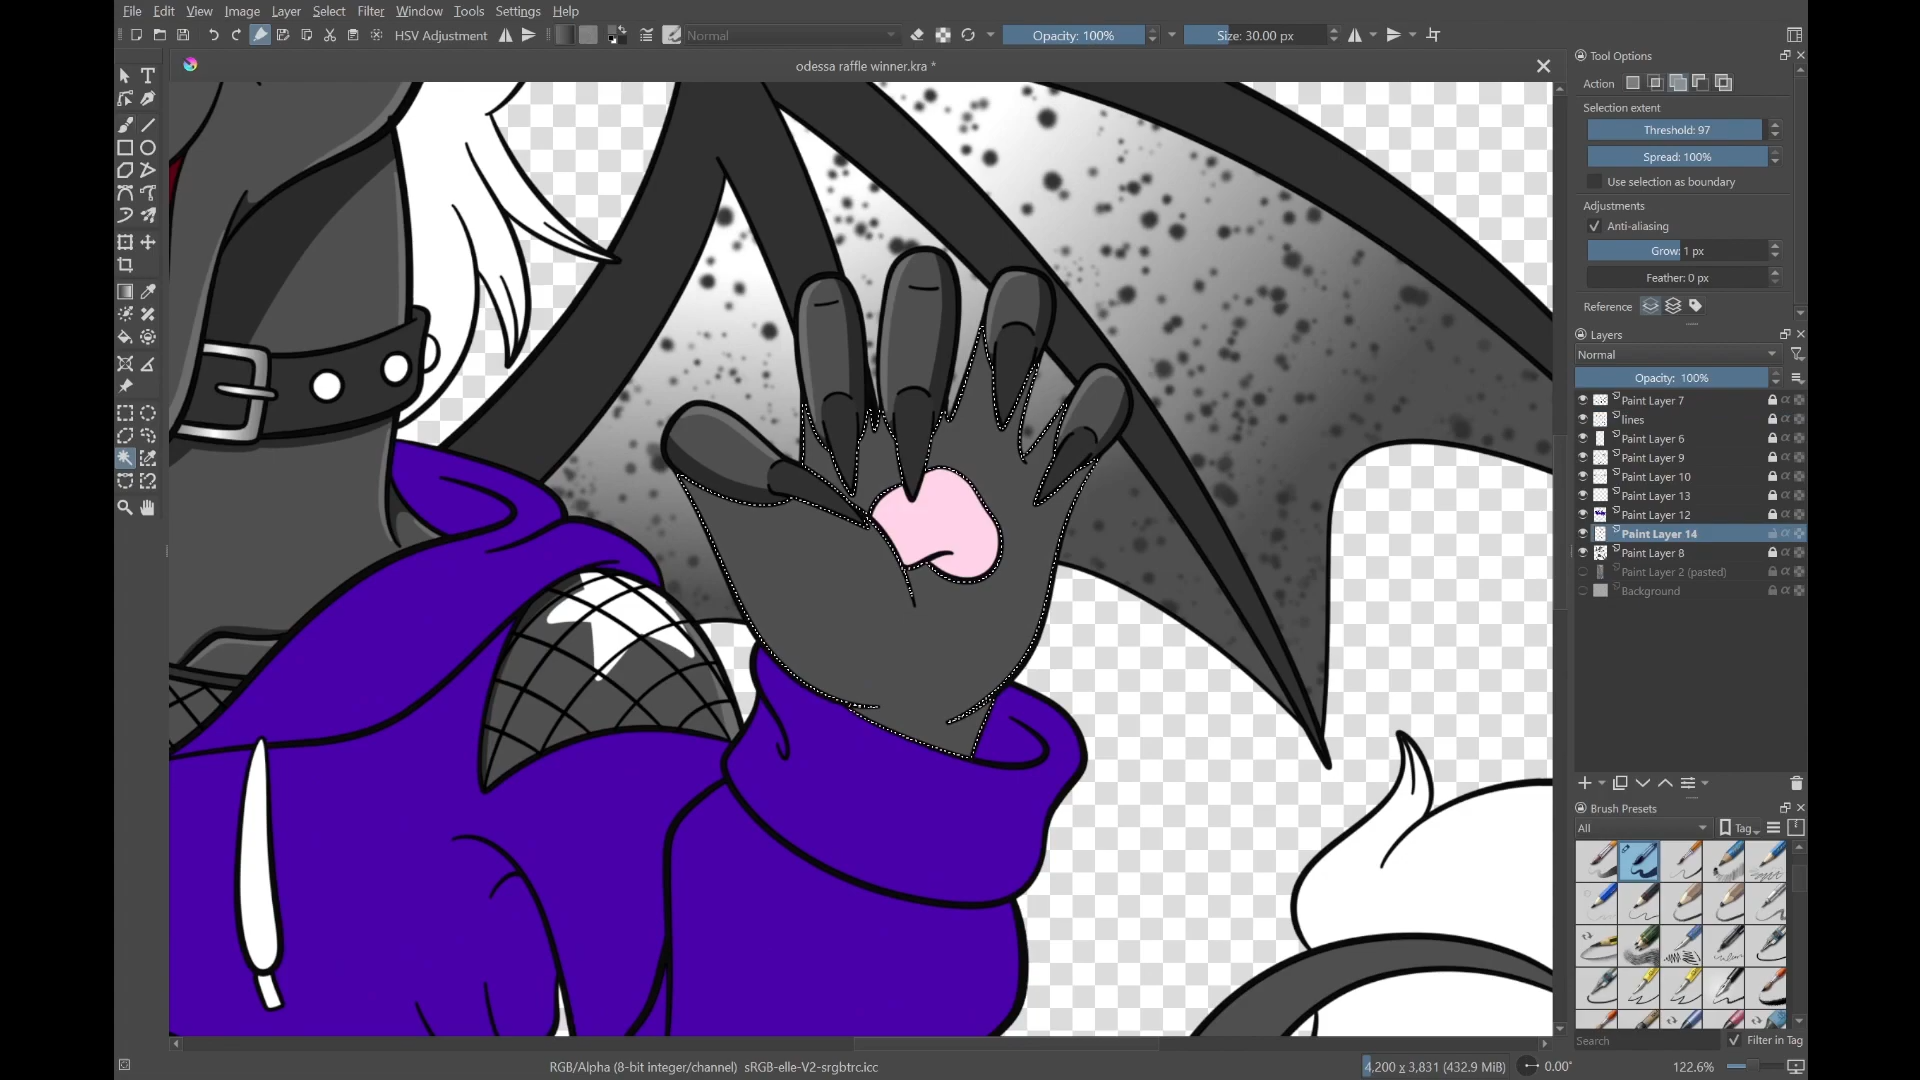 File Edit View Image Layer Select Filter Window Tools Settings Help
HSV Adjustment Normal Opacity: 100% Size: 30.00 px
odessa raffle winner.kra *
Tool Options
Action
Selection extent
Threshold: 97
Spread: 100%
Use selection as boundary
Adjustments
Anti-aliasing
Grow: 1 px
Feather: 0 px
Reference
Layers
Normal
Opacity: 100%
Paint Layer 7
lines
Paint Layer 6
Paint Layer 9
Paint Layer 10
Paint Layer 13
Paint Layer 12
Paint Layer 14
Paint Layer 8
Paint Layer 2 (pasted)
Background
Brush Presets
All Tag
Search Filter in Tag
RGB/Alpha (8-bit integer/channel) sRGB-elle-V2-srgbtrc.icc 4,200 x 3,831 (432.9 MiB) 0.00° 122.6%